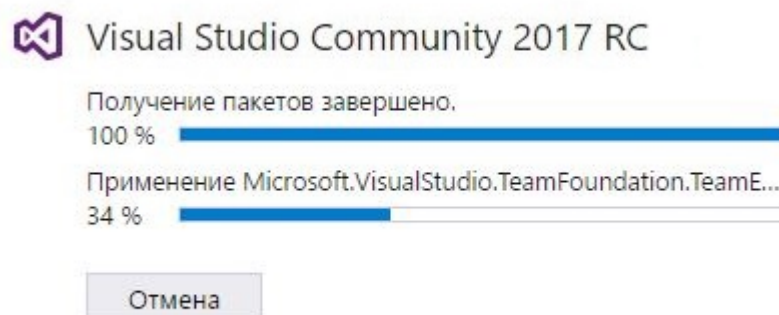 Visual Studio Community 2017 RC
Получение пакетов завершено.
100 %
Применение Microsoft.VisualStudio.TeamFoundation.TeamE...
34 %
Отмена